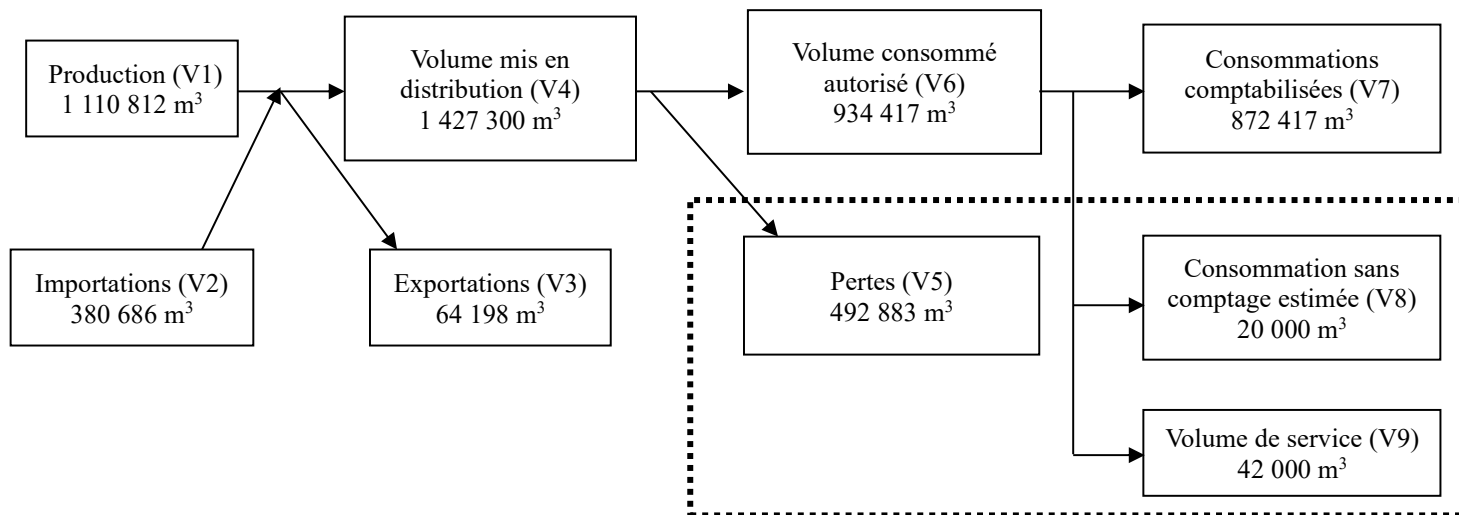 Production (V1)
1 110 812 m³
Volume mis en
distribution (V4)
1 427 300 m³
Volume consommé
autorisé (V6)
934 417 m³
Consommations
comptabilisées (V7)
872 417 m³
Importations (V2)
380 686 m³
Exportations (V3)
64 198 m³
Pertes (V5)
492 883 m³
Consommation sans
comptage estimée (V8)
20 000 m³
Volume de service (V9)
42 000 m³